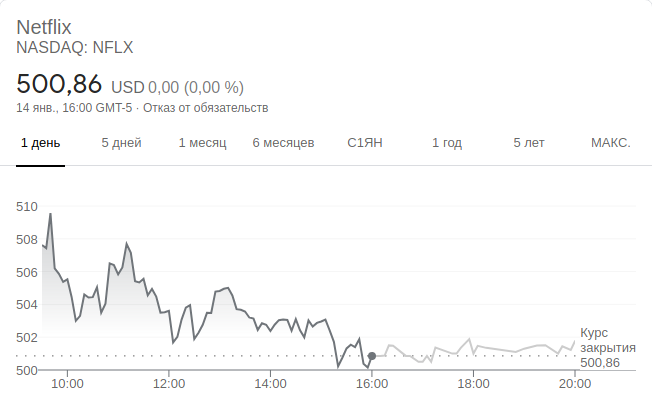 Netflix
NASDAQ: NFLX
500,86 USD 0,00 (0,00 %)
14 янв., 16:00 GMT-5 · Отказ от обязательств
1 день 5 дней 1 месяц 6 месяцев С1ЯН 1 год 5 лет МАКС.
510
508
506
504
502
500
Курс
закрытия
500,86
10:00 12:00 14:00 16:00 18:00 20:00